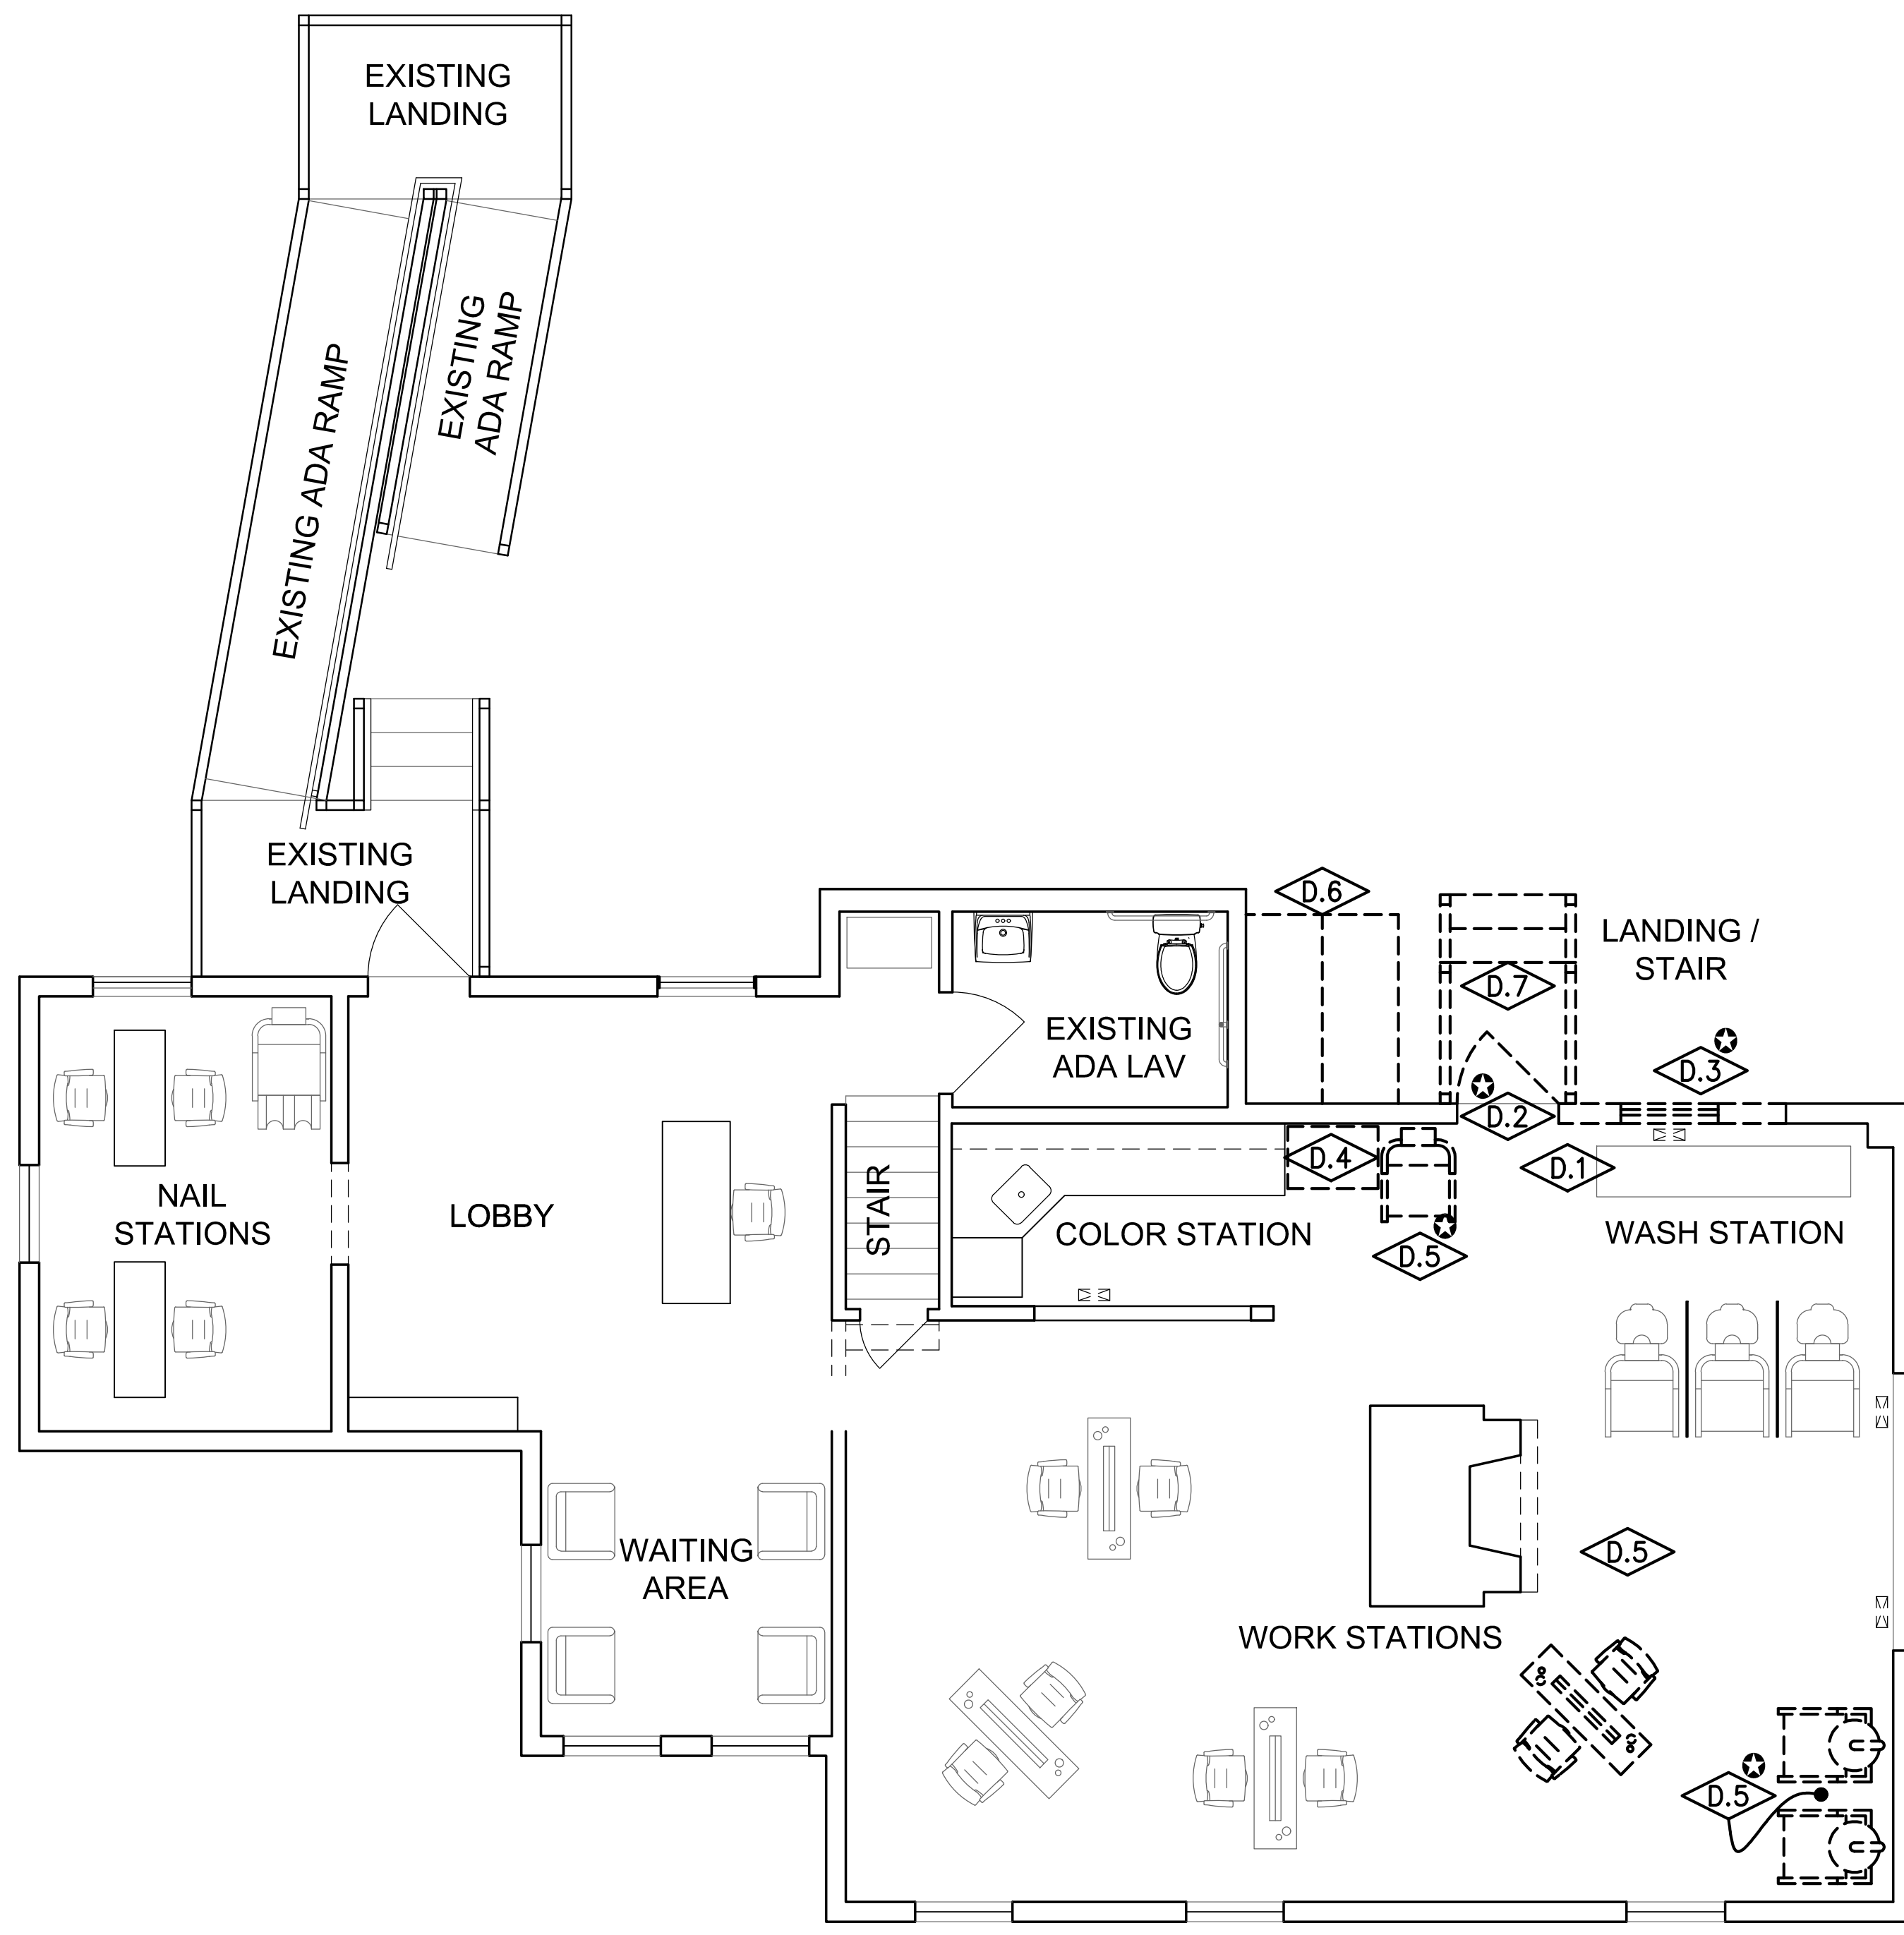 EXISTING
LANDING
EXISTING ADA RAMP
EXISTING
ADA RAMP
EXISTING
LANDING
D.6
LANDING /
STAIR
D.7
D.3
D.2
EXISTING
ADA LAV
D.4
D.1
NAIL
STATIONS
LOBBY
STAIR
COLOR STATION
D.5
WASH STATION
WAITING
AREA
D.5
WORK STATIONS
D.5